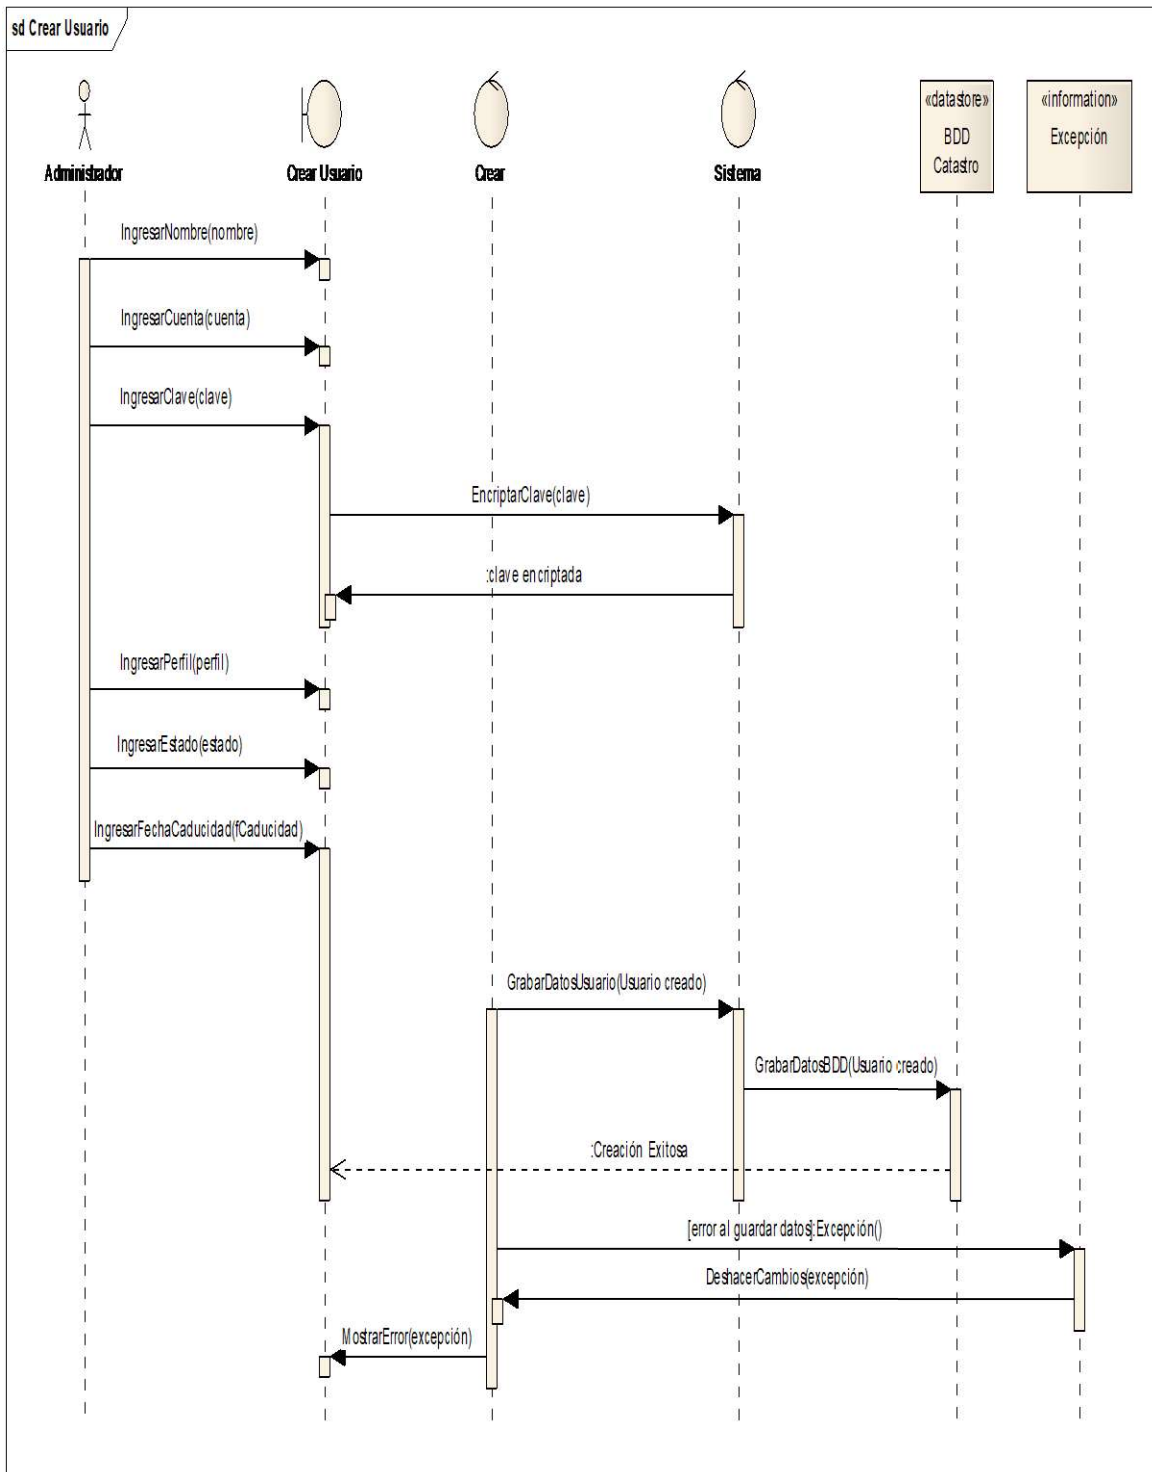 sd Crear Usuario
«datastore»
BDD
Catastro
«information»
Excepción
Administrador
Crear Usuario
Crear
Sistema
IngresarNombre(nombre)
IngresarCuenta(cuenta)
IngresarClave(clave)
EncriptarClave(clave)
:clave encriptada
IngresarPerfil(perfil)
IngresarEstado(estado)
IngresarFechaCaducidad(fCaducidad)
GrabarDatosUsuario(Usuario creado)
GrabarDatosBDD(Usuario creado)
:Creación Exitosa
[error al guardar datos]:Excepción()
DeshacerCambios(excepción)
MostrarError(excepción)